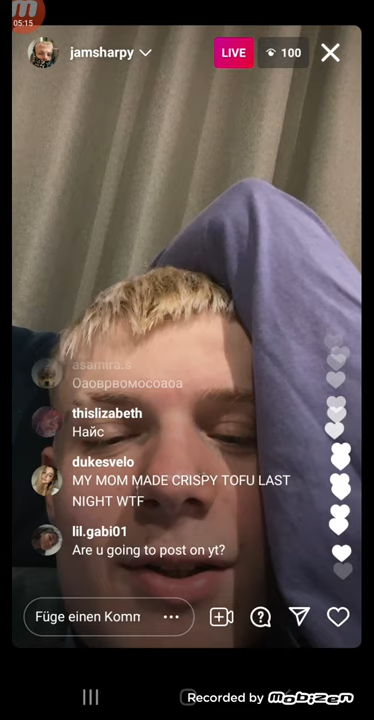 05:15
jamsharpy
LIVE
100
asamira.s
Оаоврвомосоаоа
thislizabeth
Найс
dukesvelo
MY MOM MADE CRISPY TOFU LAST
NIGHT WTF
lil.gabi01
Are u going to post on yt?
Füge einen Komn
Recorded by Mobizen